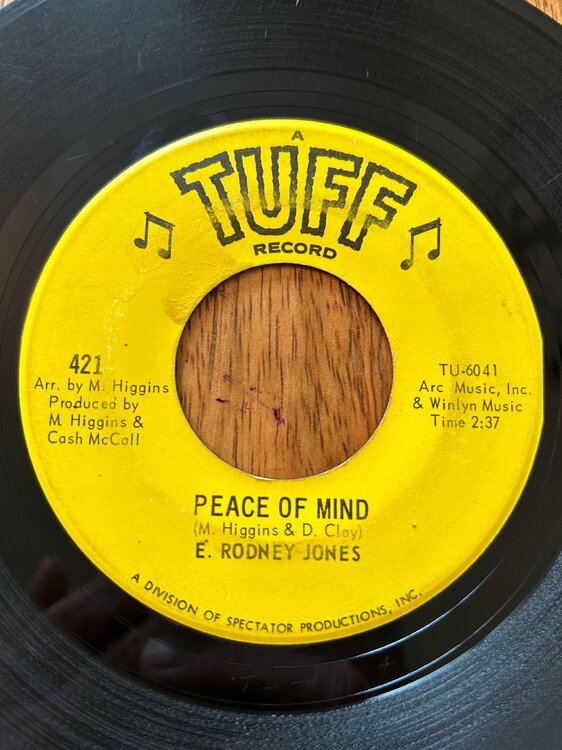 A
TUFF
RECORD
421
Arr. by M. Higgins
Produced by
M. Higgins &
Cash McCall
TU-6041
Arc Music, Inc.
& Winlyn Music
Time 2:37
PEACE OF MIND
(M. Higgins & D. Clay)
E. RODNEY JONES
A DIVISION OF SPECTATOR PRODUCTIONS, INC.